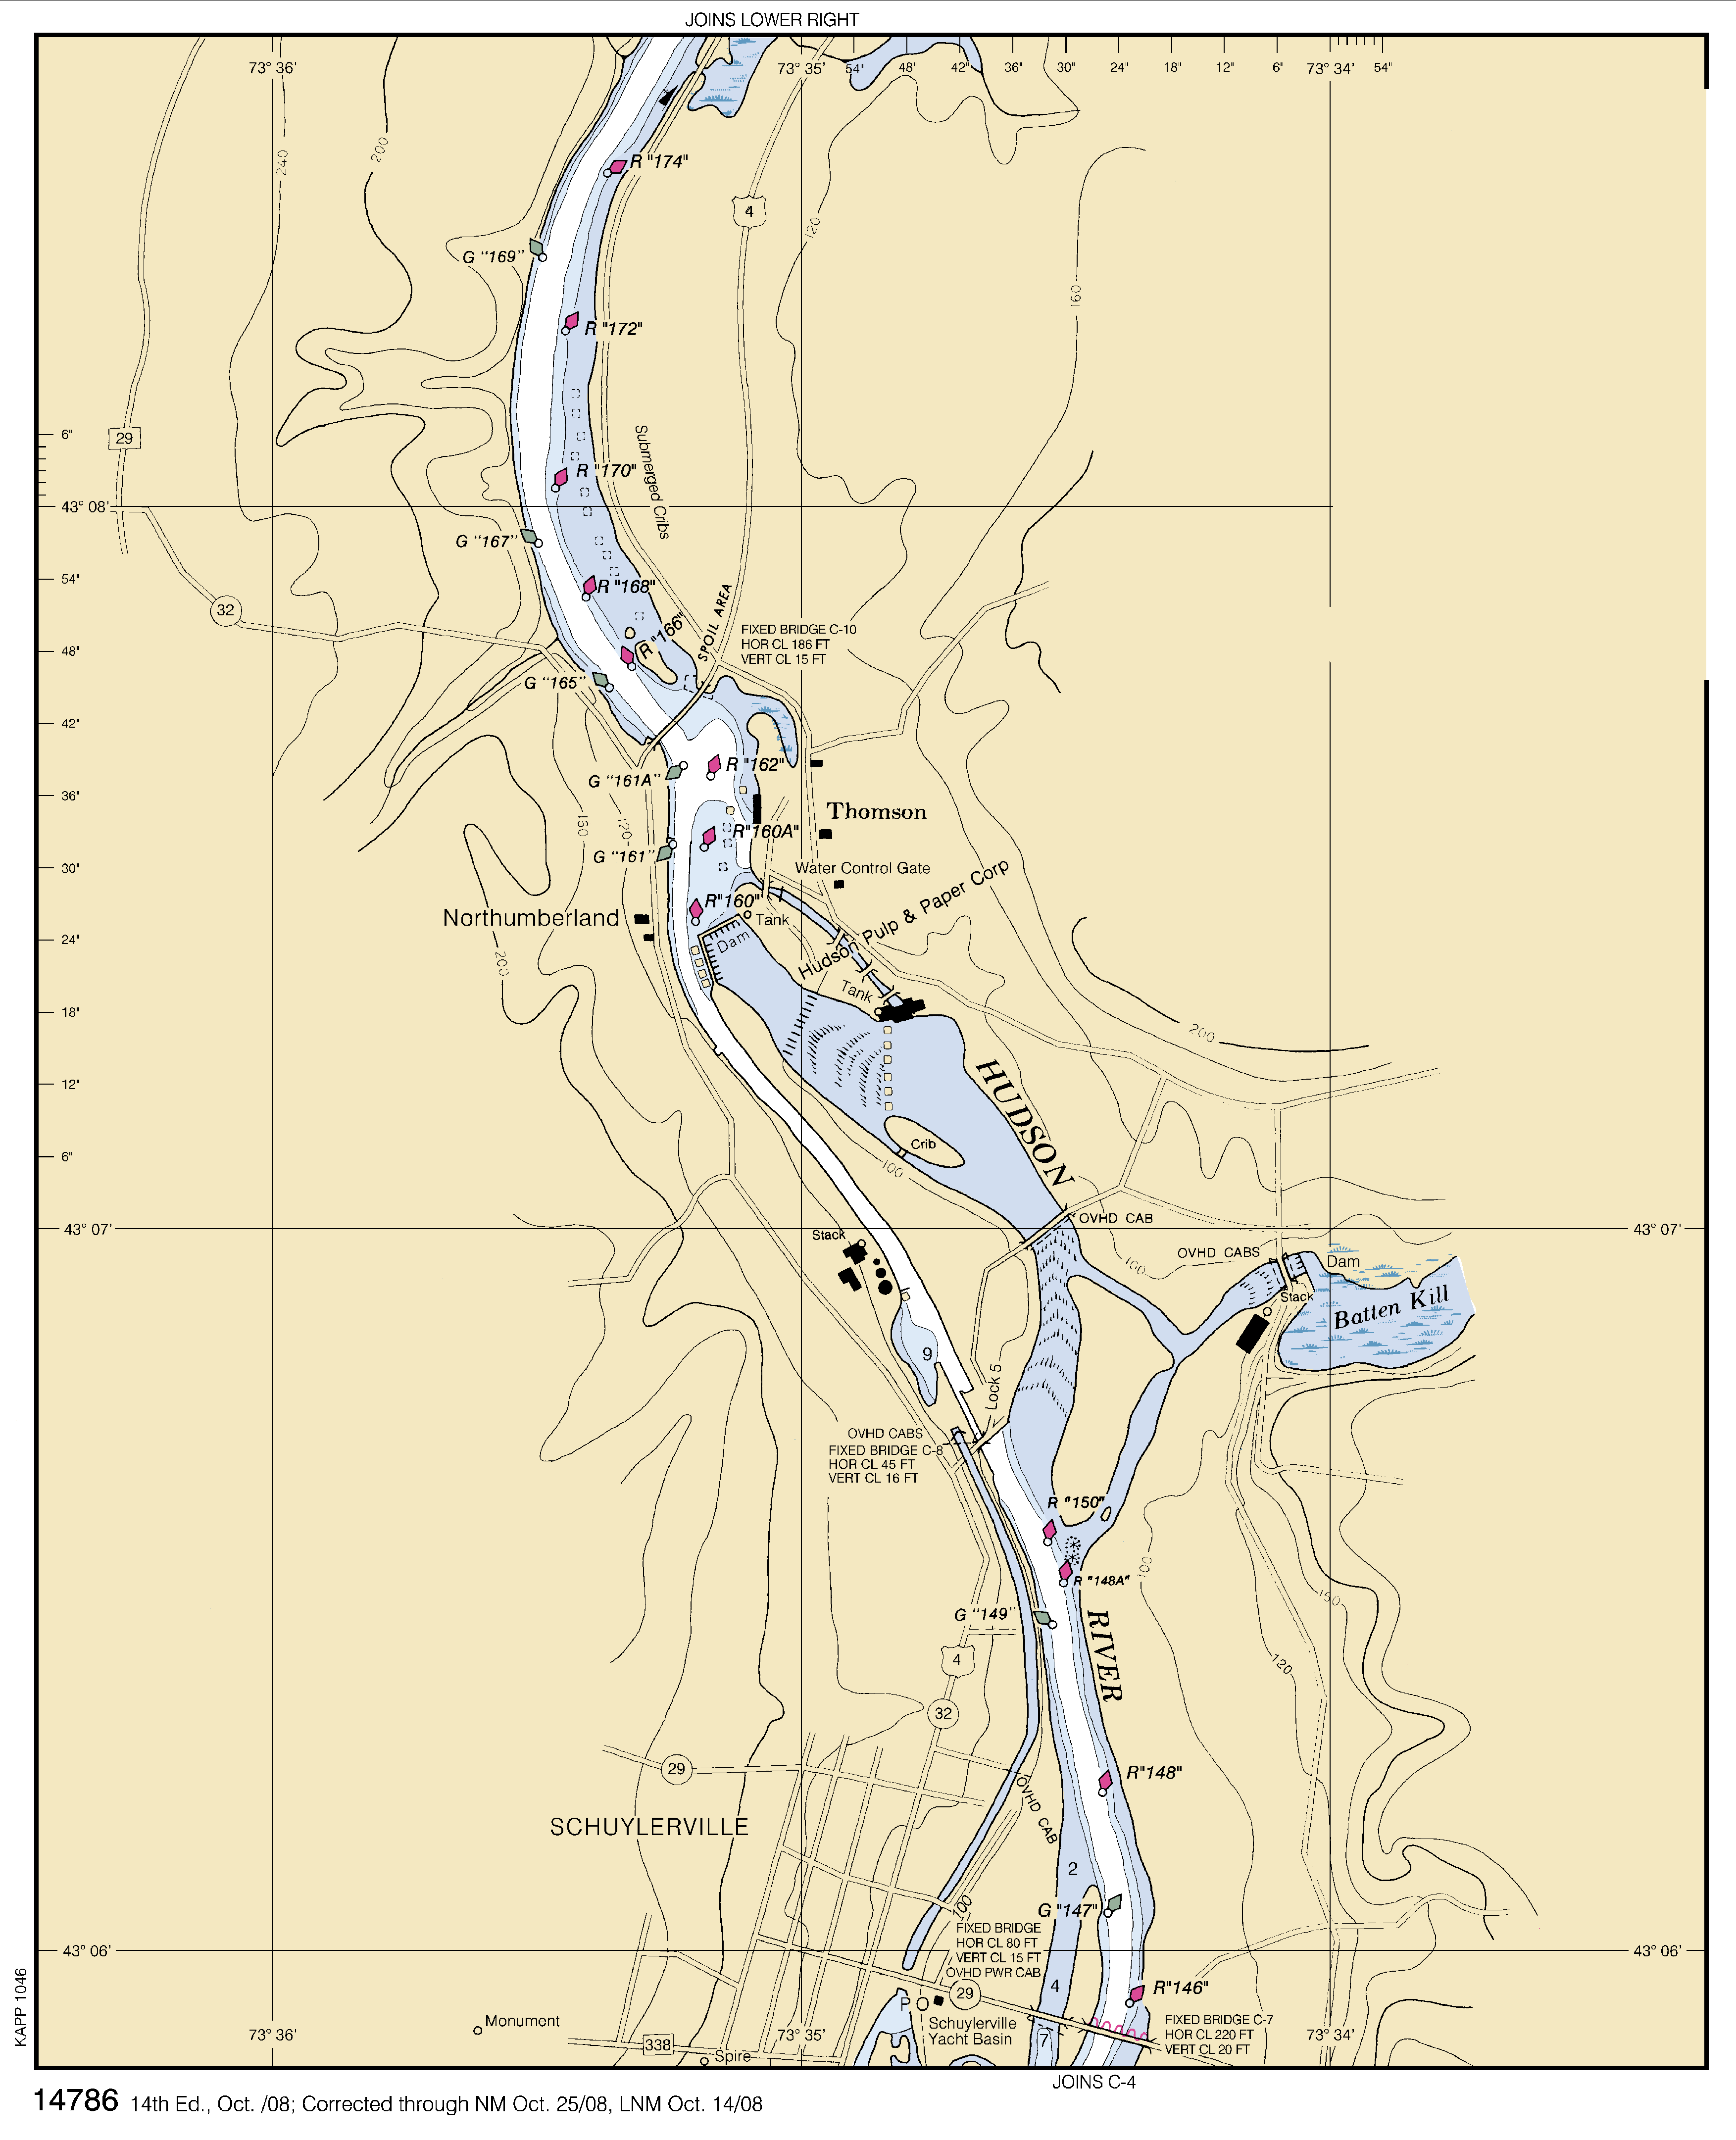 JOINS LOWER RIGHT
73° 36'
73° 35'
54"
48"
42"
36"
30"
24"
18"
12"
6"
73° 34'
54"
240
200
R "174"
4
120
G "169"
160
R "172"
Submerged Cribs
6"
29
R "170"
43° 08'
G "167"
54"
R "168"
32
SPOIL AREA
R "166"
FIXED BRIDGE C-10
HOR CL 186 FT
VERT CL 15 FT
48"
G "165"
42"
R "162"
G "161A"
36"
Thomson
160
120
R"160A"
G "161"
30"
Water Control Gate
Hudson Pulp & Paper Corp
R"160"
Northumberland
Tank
24"
Dam
200
Tank
18"
200
HUDSON
12"
Crib
6"
100
OVHD CAB
43° 07'
43° 07'
Stack
OVHD CABS
Dam
100
Stack
Batten Kill
9
Lock 5
OVHD CABS
FIXED BRIDGE C-8
HOR CL 45 FT
VERT CL 16 FT
R "150"
100
R "148A"
150
G "149"
RIVER
4
120
32
29
R"148"
OVHD CAB
SCHUYLERVILLE
2
100
G "147"
FIXED BRIDGE
HOR CL 80 FT
VERT CL 15 FT
OVHD PWR CAB
43° 06'
43° 06'
4
R"146"
29
P O
KAPP 1046
Monument
Schuylerville
Yacht Basin
7
FIXED BRIDGE C-7
HOR CL 220 FT
VERT CL 20 FT
73° 36'
73° 35'
73° 34'
338
Spire
JOINS C-4
14786 14th Ed., Oct. /08; Corrected through NM Oct. 25/08, LNM Oct. 14/08